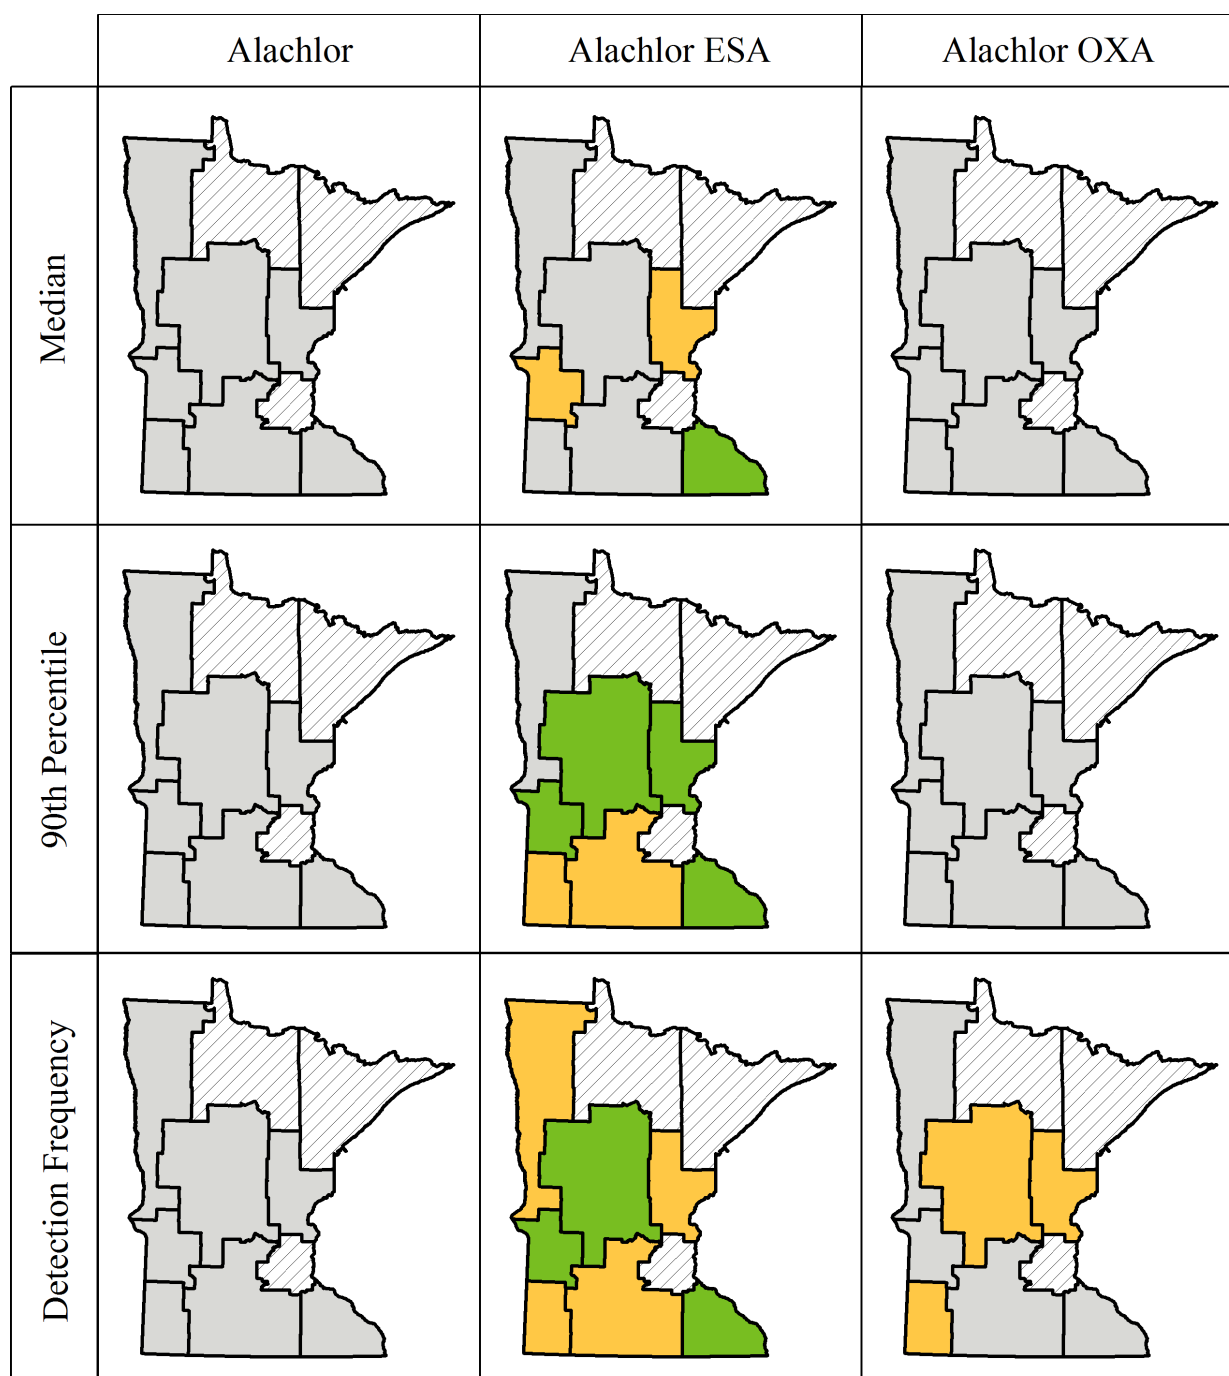 Alachlor
Alachlor ESA
Alachlor OXA
Median
90th Percentile
Detection Frequency